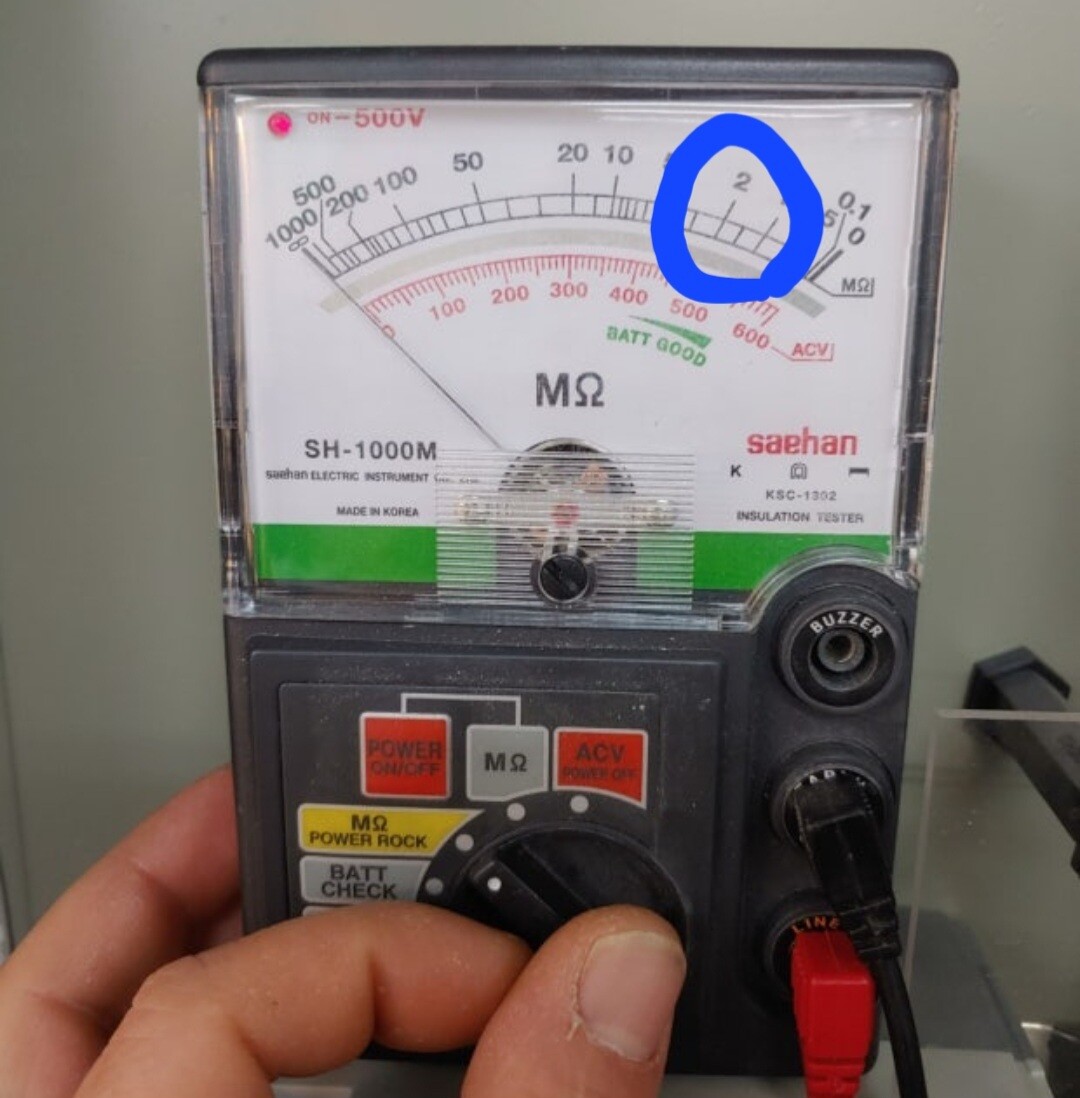 ON-500V
∞ 1000 500 200 100 50 20 10 2 0.1 0
MΩ
0 100 200 300 400 500 600
ACV
BATT GOOD
MΩ
SH-1000M
saehan
saehan ELECTRIC INSTRUMENT
K
KSC-1302
MADE IN KOREA
INSULATION TESTER
BUZZER
POWER
ON/OFF
MΩ
ACV
POWER OFF
MΩ
POWER ROCK
BATT
CHECK
LINE